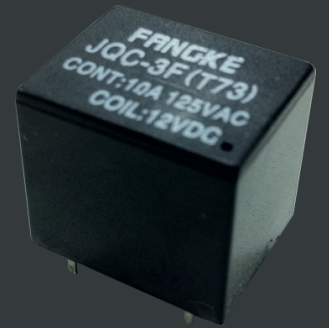 FANGKE
JQC-3F(T73)
CONT:10A 125VAC
COIL:12VDC